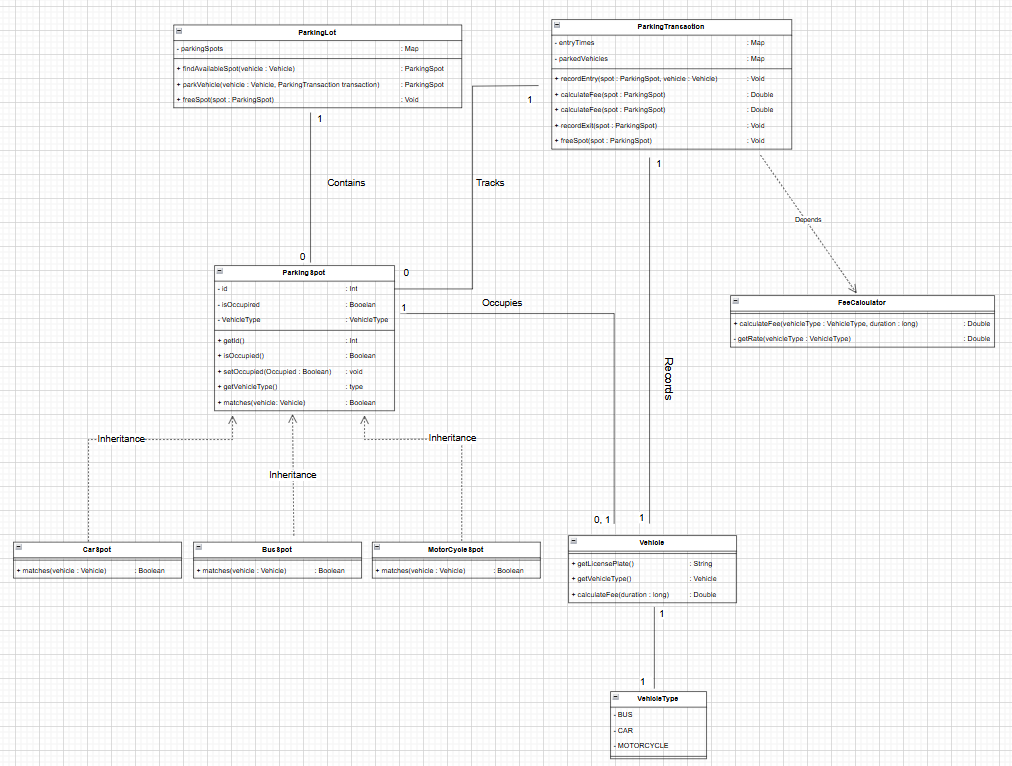 ParkingLot
- parkingSpots : Map
+ findAvailableSpot(vehicle : Vehicle) : ParkingSpot
+ parkVehicle(vehicle : Vehicle, ParkingTransaction transaction) : ParkingSpot
+ freeSpot(spot : ParkingSpot) : Void
ParkingTransaction
- entryTimes : Map
- parkedVehicles : Map
+ recordEntry(spot : ParkingSpot, vehicle : Vehicle) : Void
+ calculateFee(spot : ParkingSpot) : Double
+ calculateFee(spot : ParkingSpot) : Double
+ recordExit(spot : ParkingSpot) : Void
+ freeSpot(spot : ParkingSpot) : Void
1
1
1
Contains
Tracks
Depends
0
0
1
Occupies
ParkingSpot
- id : Int
- isOccupired : Booelan
- VehicleType : VehicleType
+ getId() : Int
+ isOccupied() : Boolean
+ setOccupied(Occupied : Boolean) : void
+ getVehicleType() : type
+ matches(vehicle: Vehicle) : Boolean
FeeCalculator
+ calculateFee(vehicleType : VehicleType, duration : long) : Double
- getRate(vehicleType : VehicleType) : Double
Records
Inheritance
Inheritance
Inheritance
0, 1
1
CarSpot
+ matches(vehicle : Vehicle) : Boolean
BusSpot
+ matches(vehicle : Vehicle) : Boolean
MotorCycleSpot
+ matches(vehicle : Vehicle) : Boolean
Vehicle
+ getLicensePlate() : String
+ getVehicleType() : Vehicle
+ calculateFee(duration : long) : Double
1
1
VehicleType
- BUS
- CAR
- MOTORCYCLE